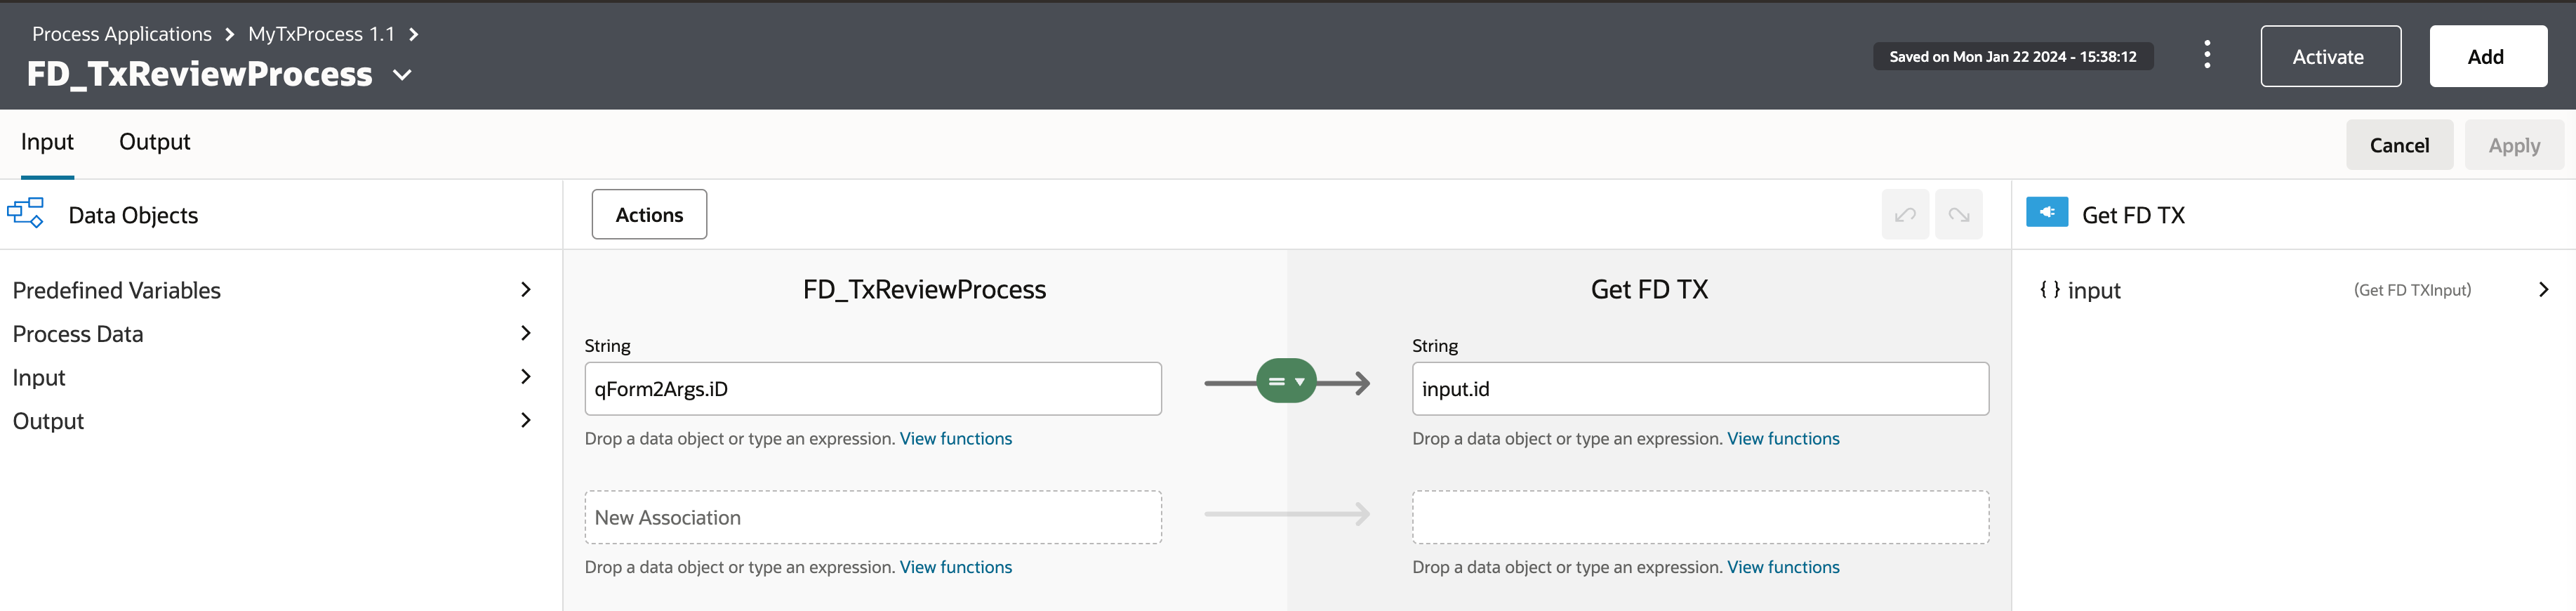 Process Applications > MyTxProcess 1.1 >
FD_TxReviewProcess
Saved on Mon Jan 22 2024 - 15:38:12
Activate
Add
Input
Output
Cancel
Apply
Data Objects
Actions
Get FD TX
Predefined Variables
Process Data
Input
Output
FD_TxReviewProcess
Get FD TX
String
String
qForm2Args.iD
=
input.id
Drop a data object or type an expression. View functions
Drop a data object or type an expression. View functions
New Association
Drop a data object or type an expression. View functions
Drop a data object or type an expression. View functions
{ } input (Get FD TXInput)